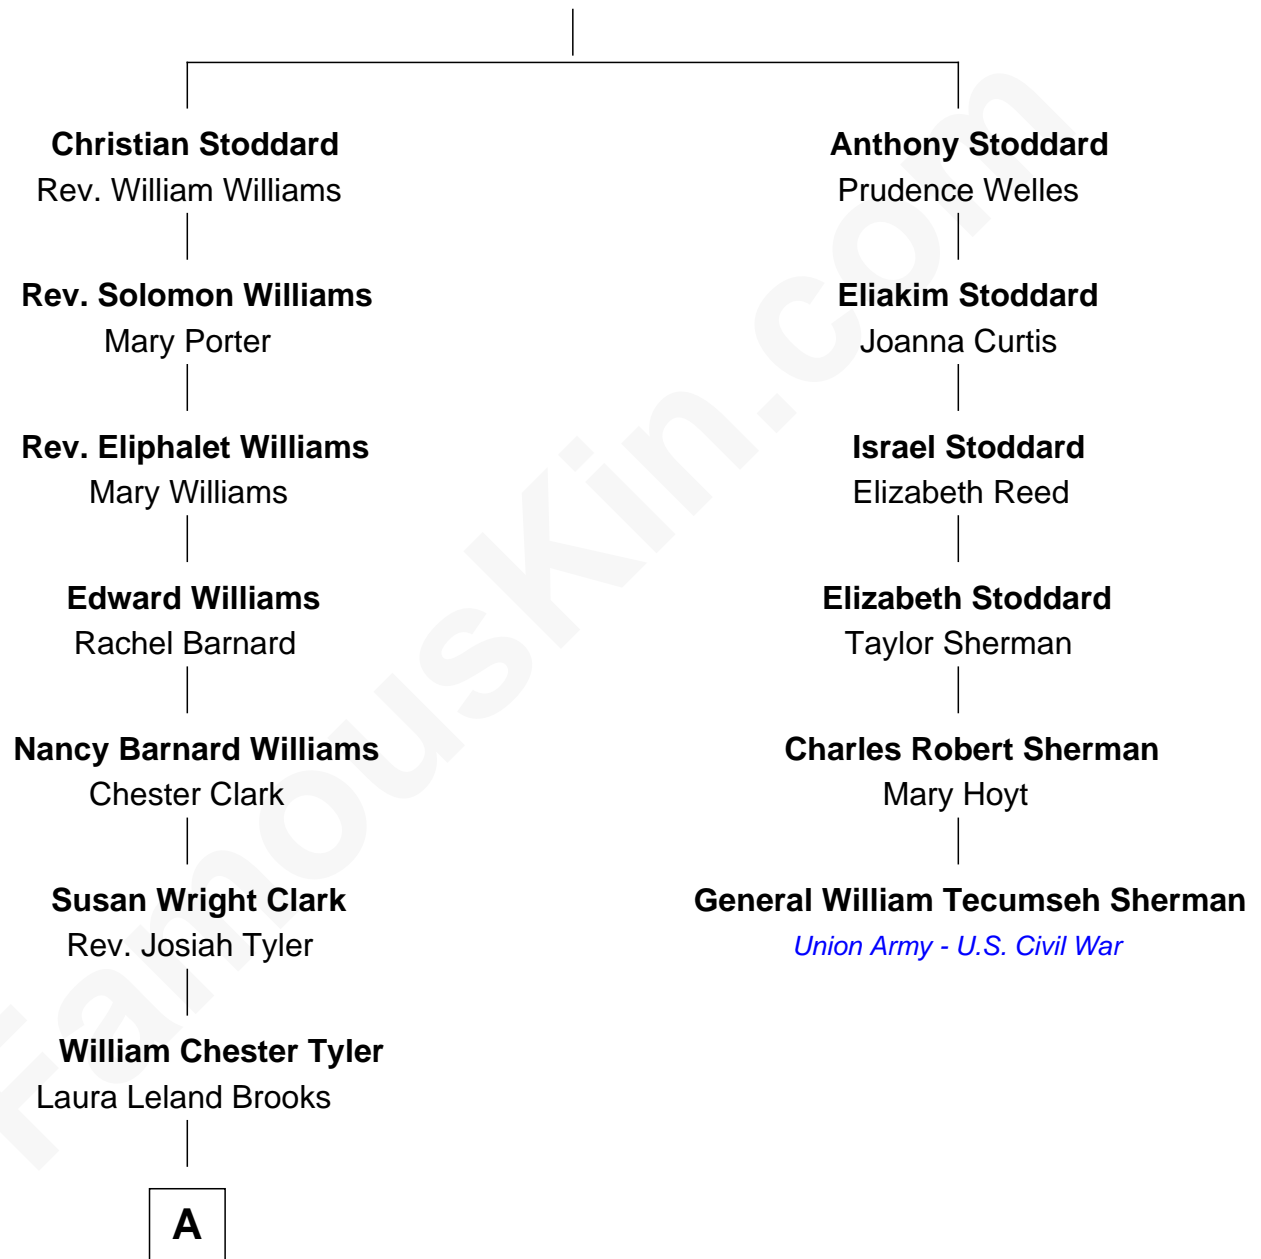 Christian Stoddard
Rev. William Williams
Anthony Stoddard
Prudence Welles
Rev. Solomon Williams
Mary Porter
Eliakim Stoddard
Joanna Curtis
Rev. Eliphalet Williams
Mary Williams
Israel Stoddard
Elizabeth Reed
Edward Williams
Rachel Barnard
Elizabeth Stoddard
Taylor Sherman
Nancy Barnard Williams
Chester Clark
Charles Robert Sherman
Mary Hoyt
Susan Wright Clark
Rev. Josiah Tyler
General William Tecumseh Sherman
Union Army - U.S. Civil War
William Chester Tyler
Laura Leland Brooks
A
FamousKin.com